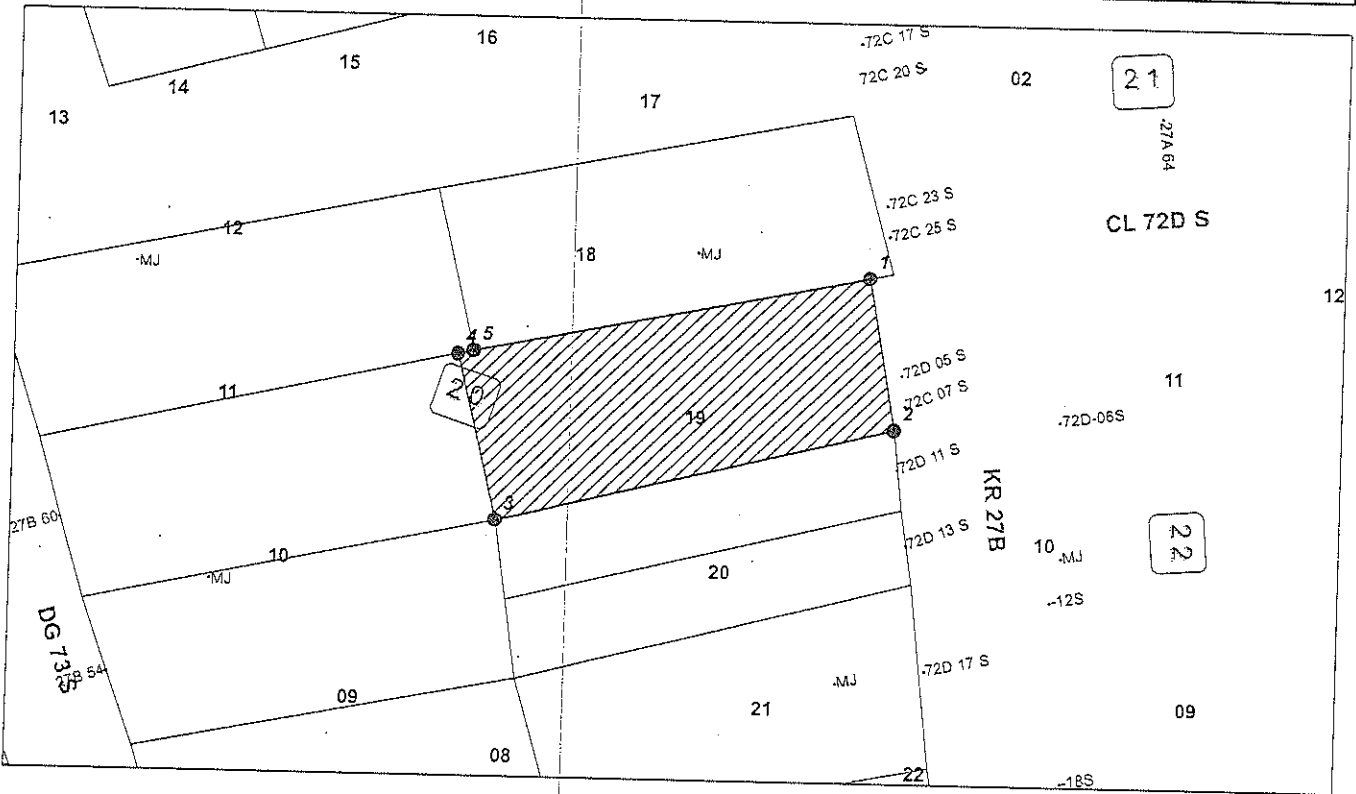 16
-72C 17 S
15
72C 20 S
02
21
14
17
13
-27A 64
-72C 23 S
12
-72C 25 S
CL 72D S
-MJ
18
-MJ
1
12
4 5
-72D 05 S
11
20
72C 07 S
11
19
2
-72D-06S
72D 11 S
KR 27B
3
27B 60-
72D 13 S
10
22
10
-MJ
20
-MJ
--12S
DG 73 S
27B 54-
-72D 17 S
-MJ
09
21
09
08
22
--18S